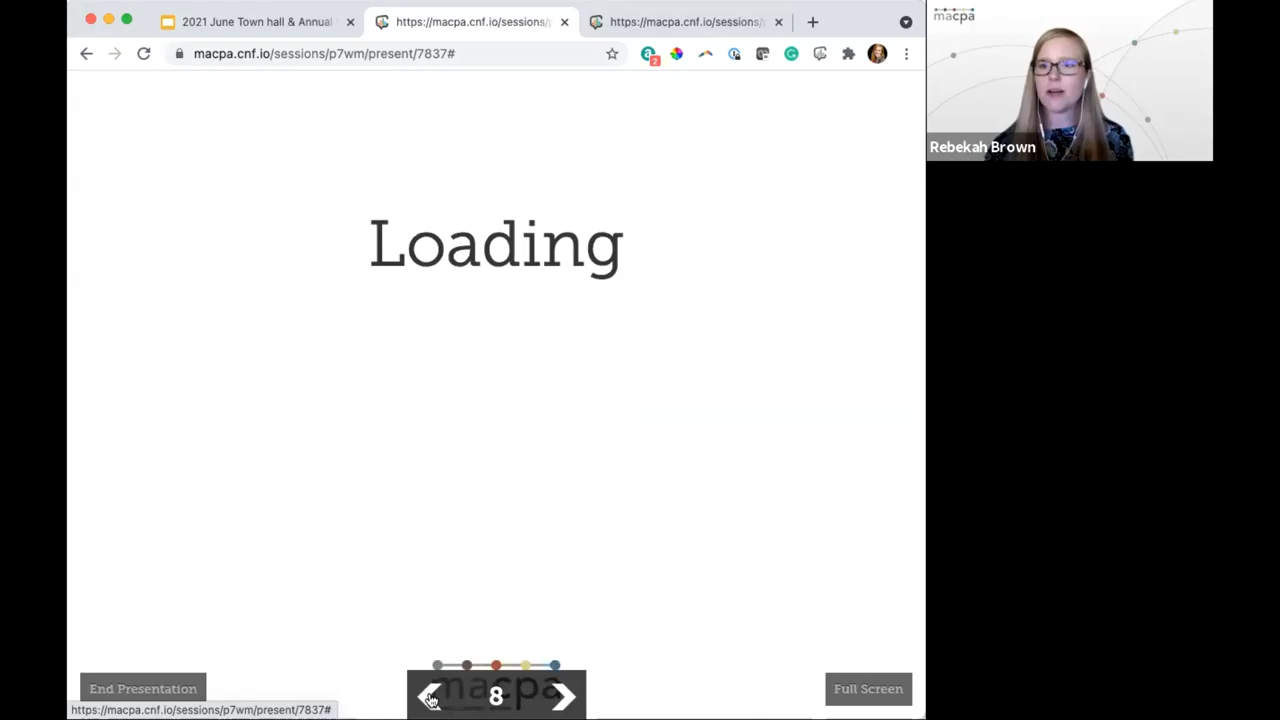 2021 June Town hall & Annual
https://macpa.cnf.io/sessions/
https://macpa.cnf.io/sessions/
macpa.cnf.io/sessions/p7wm/present/7837#
2
macpa
Rebekah Brown
Loading
End Presentation
macpa
8
Full Screen
https://macpa.cnf.io/sessions/p7wm/present/7837#